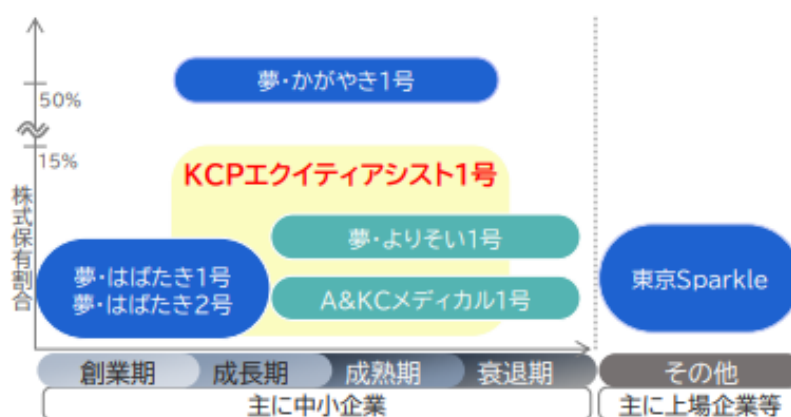 夢・かがやき1号
50%
15%
KCPエクイティアシスト1号
株式保有割合
夢・よりそい1号
夢・はばたき1号
夢・はばたき2号
東京Sparkle
A&KCメディカル1号
創業期
成長期
成熟期
衰退期
その他
主に中小企業
主に上場企業等